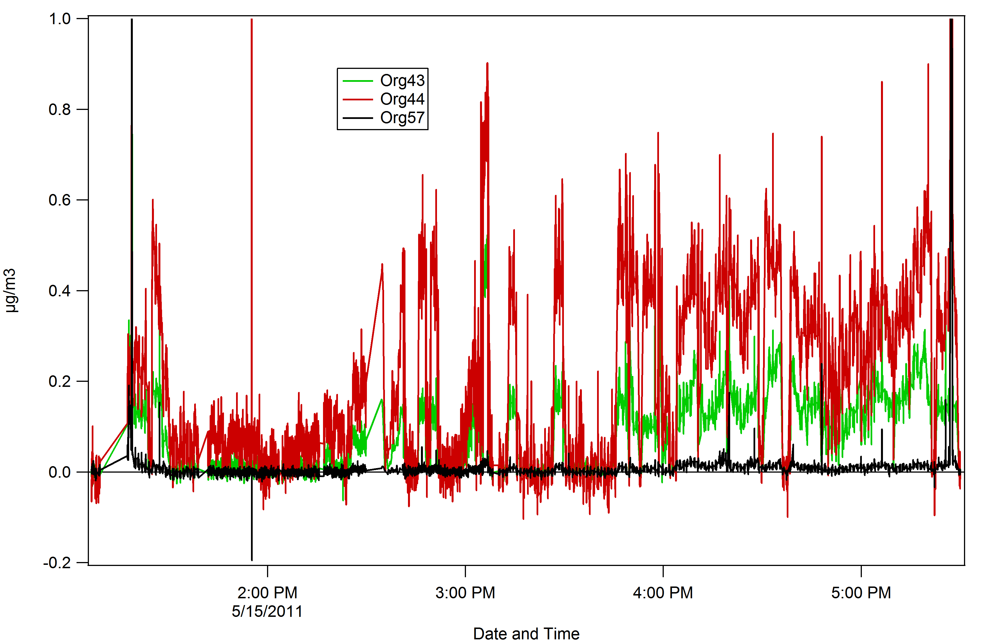 1.0
0.8
0.6
0.4
0.2
0.0
-0.2
µg/m3
Org43
Org44
Org57
2:00 PM
5/15/2011
3:00 PM
4:00 PM
5:00 PM
Date and Time